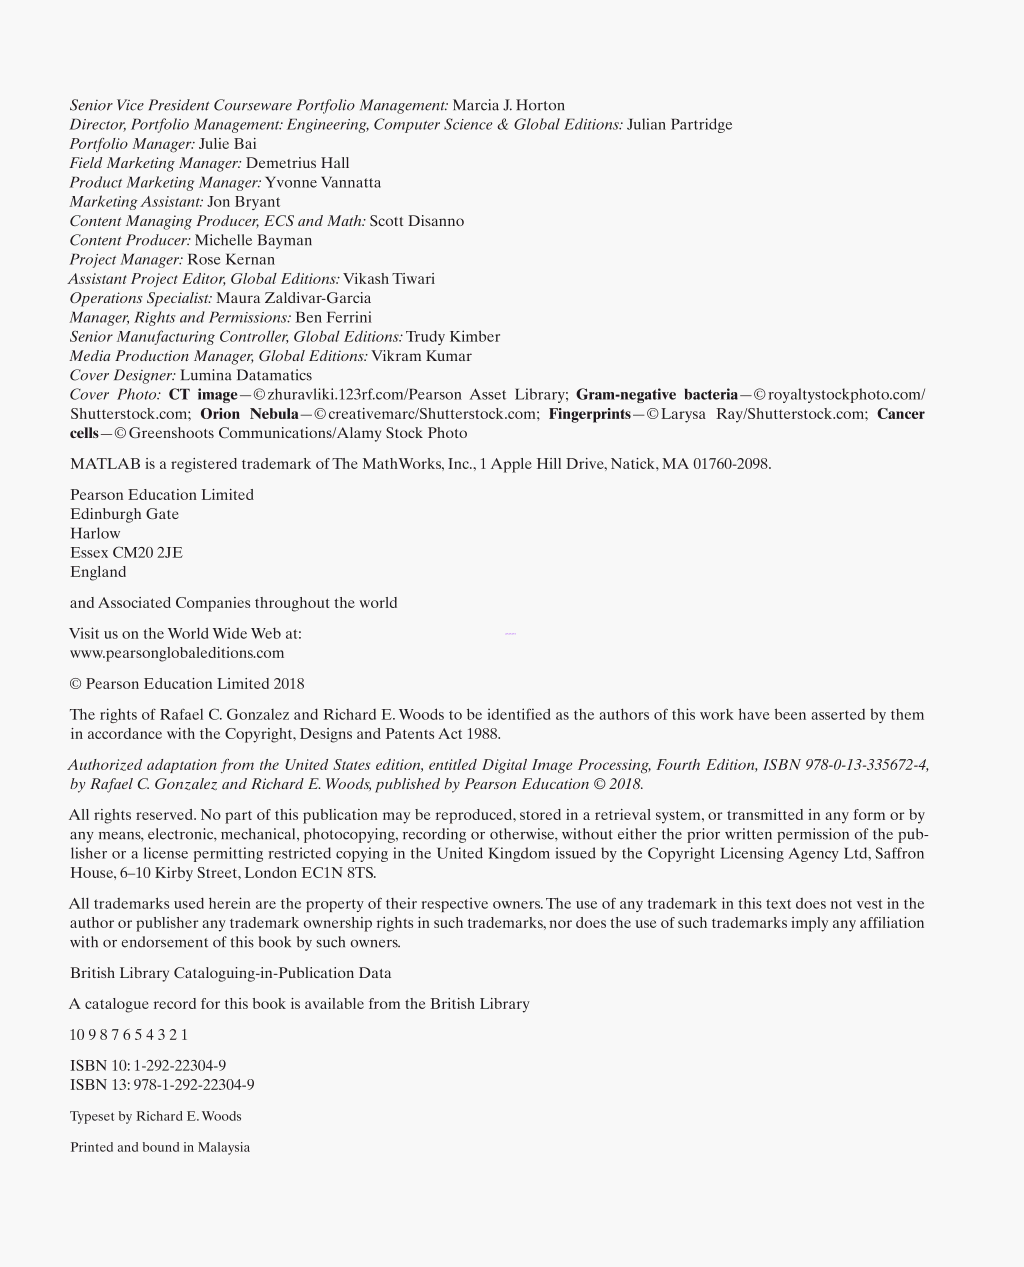 Senior Vice President Courseware Portfolio Management: Marcia J. Horton
Director, Portfolio Management: Engineering, Computer Science & Global Editions: Julian Partridge
Portfolio Manager: Julie Bai
Field Marketing Manager: Demetrius Hall
Product Marketing Manager: Yvonne Vannatta
Marketing Assistant: Jon Bryant
Content Managing Producer, ECS and Math: Scott Disanno
Content Producer: Michelle Bayman
Project Manager: Rose Kernan
Assistant Project Editor, Global Editions: Vikash Tiwari
Operations Specialist: Maura Zaldivar-Garcia
Manager, Rights and Permissions: Ben Ferrini
Senior Manufacturing Controller, Global Editions: Trudy Kimber
Media Production Manager, Global Editions: Vikram Kumar
Cover Designer: Lumina Datamatics
Cover Photo: CT image—©zhuravliki.123rf.com/Pearson Asset Library; Gram-negative bacteria—©royaltystockphoto.com/
Shutterstock.com; Orion Nebula—©creativemarc/Shutterstock.com; Fingerprints—©Larysa Ray/Shutterstock.com; Cancer
cells—©Greenshoots Communications/Alamy Stock Photo
MATLAB is a registered trademark of The MathWorks, Inc., 1 Apple Hill Drive, Natick, MA 01760-2098.
Pearson Education Limited
Edinburgh Gate
Harlow
Essex CM20 2JE
England
and Associated Companies throughout the world
Visit us on the World Wide Web at:
www.pearsonglobaleditions.com
© Pearson Education Limited 2018
The rights of Rafael C. Gonzalez and Richard E. Woods to be identified as the authors of this work have been asserted by them
in accordance with the Copyright, Designs and Patents Act 1988.
Authorized adaptation from the United States edition, entitled Digital Image Processing, Fourth Edition, ISBN 978-0-13-335672-4,
by Rafael C. Gonzalez and Richard E. Woods, published by Pearson Education © 2018.
All rights reserved. No part of this publication may be reproduced, stored in a retrieval system, or transmitted in any form or by
any means, electronic, mechanical, photocopying, recording or otherwise, without either the prior written permission of the pub-
lisher or a license permitting restricted copying in the United Kingdom issued by the Copyright Licensing Agency Ltd, Saffron
House, 6–10 Kirby Street, London EC1N 8TS.
All trademarks used herein are the property of their respective owners. The use of any trademark in this text does not vest in the
author or publisher any trademark ownership rights in such trademarks, nor does the use of such trademarks imply any affiliation
with or endorsement of this book by such owners.
British Library Cataloguing-in-Publication Data
A catalogue record for this book is available from the British Library
10 9 8 7 6 5 4 3 2 1
ISBN 10: 1-292-22304-9
ISBN 13: 978-1-292-22304-9
Typeset by Richard E. Woods
Printed and bound in Malaysia